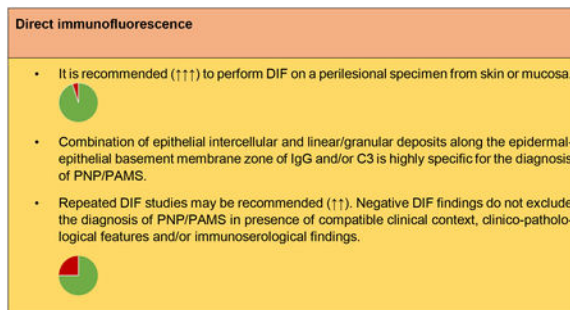 Direct immunofluorescence
• It is recommended (↑↑↑) to perform DIF on a perilesional specimen from skin or mucosa.
• Combination of epithelial intercellular and linear/granular deposits along the epidermal-
epithelial basement membrane zone of IgG and/or C3 is highly specific for the diagnosis
of PNP/PAMS.
• Repeated DIF studies may be recommended (↑↑). Negative DIF findings do not exclude
the diagnosis of PNP/PAMS in presence of compatible clinical context, clinico-patholo-
logical features and/or immunoserological findings.